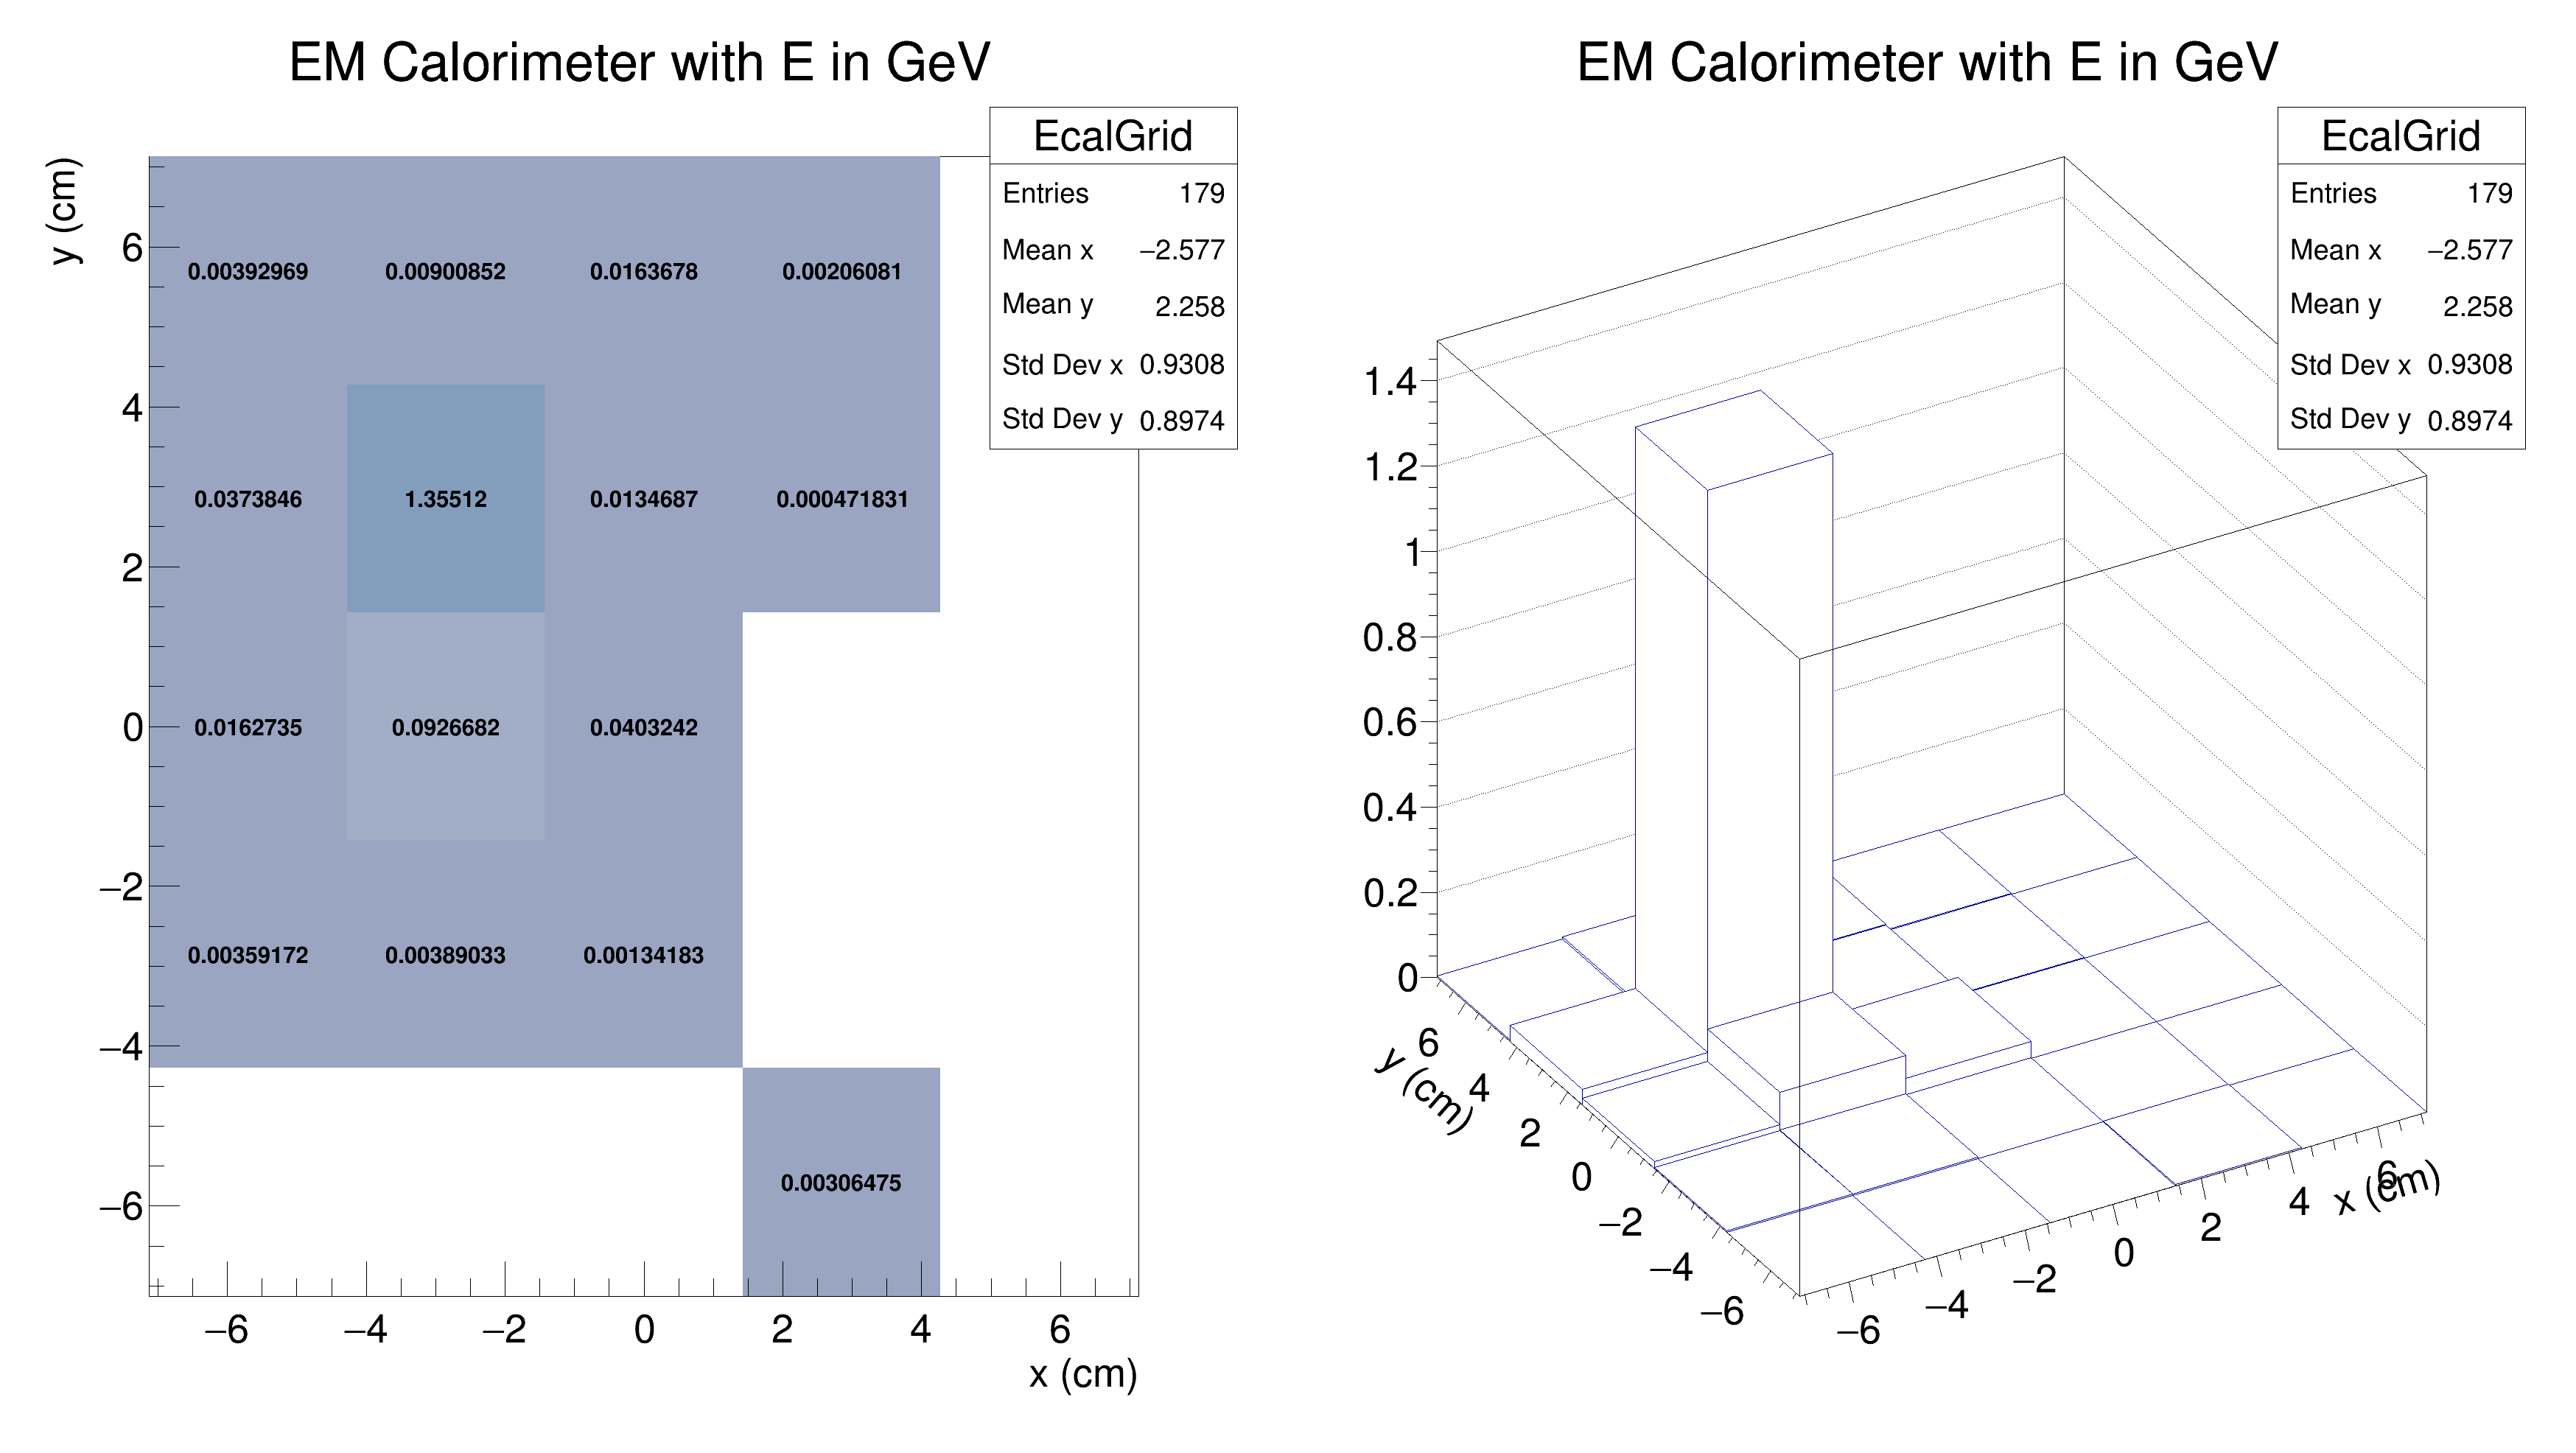 EM Calorimeter with E in GeV
EcalGrid
Entries 179
Mean x −2.577
Mean y 2.258
Std Dev x 0.9308
Std Dev y 0.8974
y (cm)
6
4
2
0
−2
−4
−6
0.00392969 0.00900852 0.0163678 0.00206081
0.0373846 1.35512 0.0134687 0.000471831
0.0162735 0.0926682 0.0403242
0.00359172 0.00389033 0.00134183
0.00306475
−6 −4 −2 0 2 4 6
x (cm)
EM Calorimeter with E in GeV
EcalGrid
Entries 179
Mean x −2.577
Mean y 2.258
Std Dev x 0.9308
Std Dev y 0.8974
1.4
1.2
1
0.8
0.6
0.4
0.2
0
6
4
2
0
−2
−4
−6
y (cm)
−6
−4
−2
0
2
4
6
x (cm)